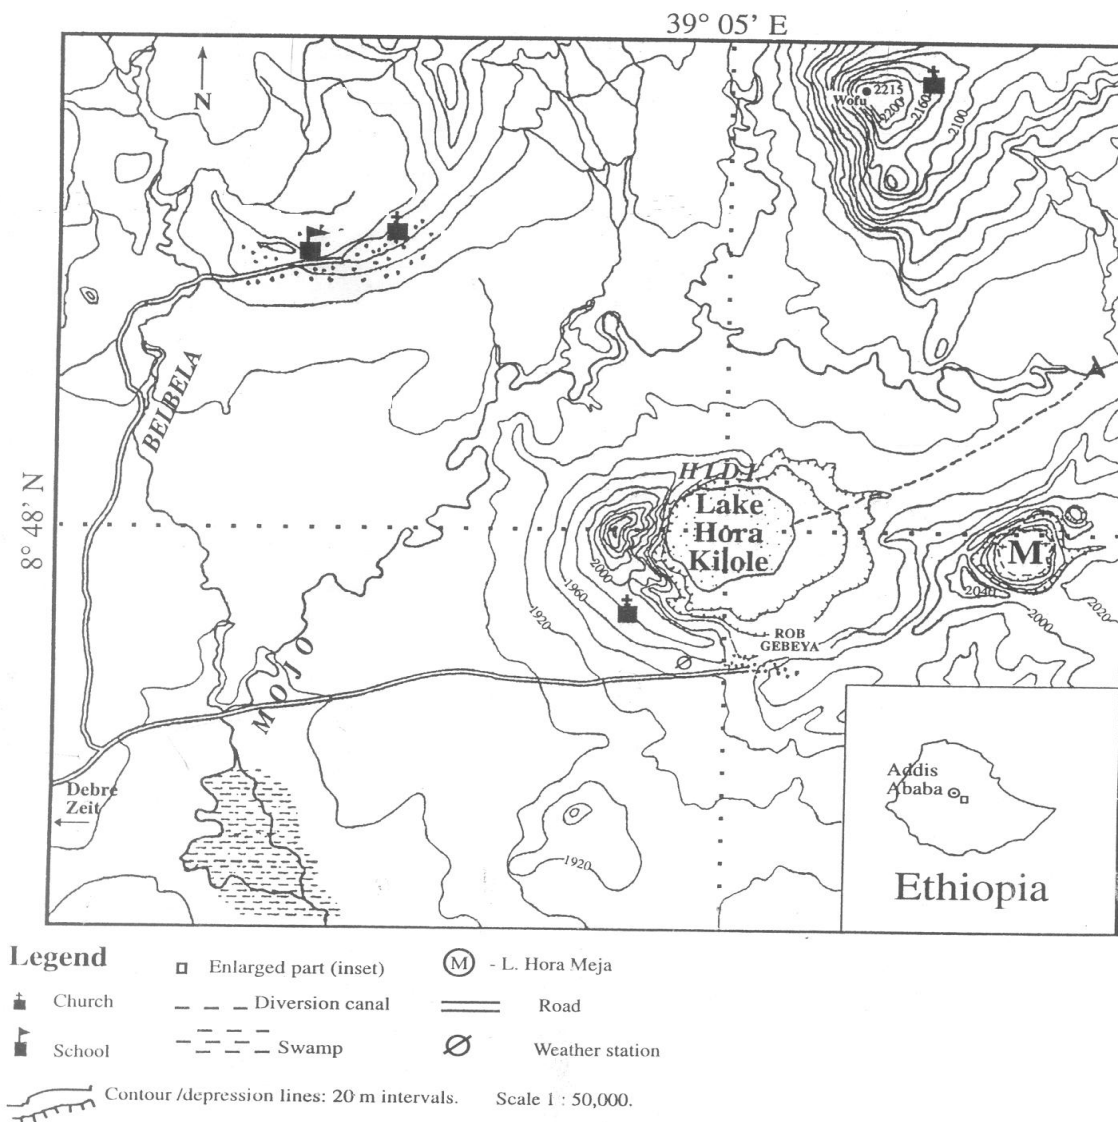 39° 05' E
N
Wofu
2215
2200
2160
2100
BELBELA
8° 48' N
HLDI
Lake
Hora
Kilole
M
2000
1960
1920
2040
2000
2020
ROB
GEBEYA
MOJO
Debre
Zeit
1920
Addis
Ababa
Ethiopia
Legend
Enlarged part (inset)
M - L. Hora Meja
Church
Diversion canal
Road
School
Swamp
Weather station
Contour /depression lines: 20 m intervals. Scale 1 : 50,000.